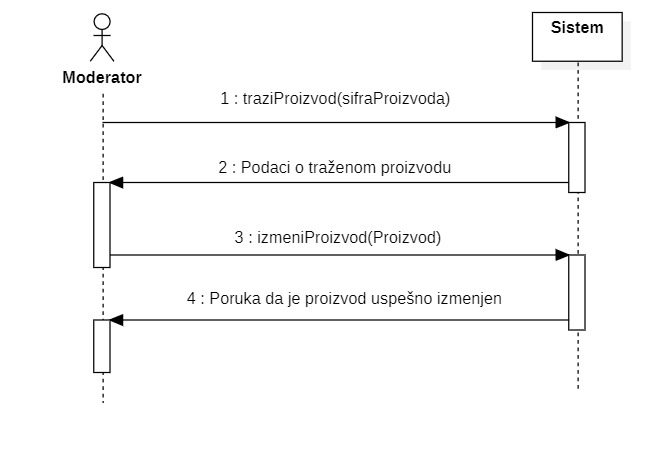 Sistem
Moderator
1 : traziProizvod(sifraProizvoda)
2 : Podaci o traženom proizvodu
3 : izmeniProizvod(Proizvod)
4 : Poruka da je proizvod uspešno izmenjen